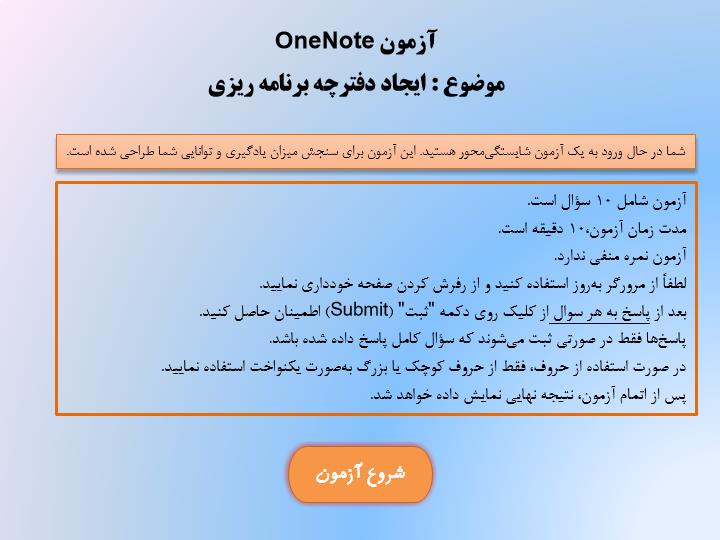 آزمون OneNote
موضوع : ایجاد دفترچه برنامه ریزی
شما در حال ورود به یک آزمون شایستگی‌محور هستید. این آزمون برای سنجش میزان یادگیری و توانایی شما طراحی شده است.
آزمون شامل ۱۰ سؤال است.
مدت زمان آزمون،۱۰ دقیقه است.
آزمون نمره منفی ندارد.
لطفاً از مرورگر به‌روز استفاده کنید و از رفرش کردن صفحه خودداری نمایید.
بعد از پاسخ به هر سوال از کلیک روی دکمه "ثبت" (Submit) اطمینان حاصل کنید.
پاسخ‌ها فقط در صورتی ثبت می‌شوند که سؤال کامل پاسخ داده شده باشد.
در صورت استفاده از حروف، فقط از حروف کوچک یا بزرگ به‌صورت یکنواخت استفاده نمایید.
پس از اتمام آزمون، نتیجه نهایی نمایش داده خواهد شد.
شروع آزمون